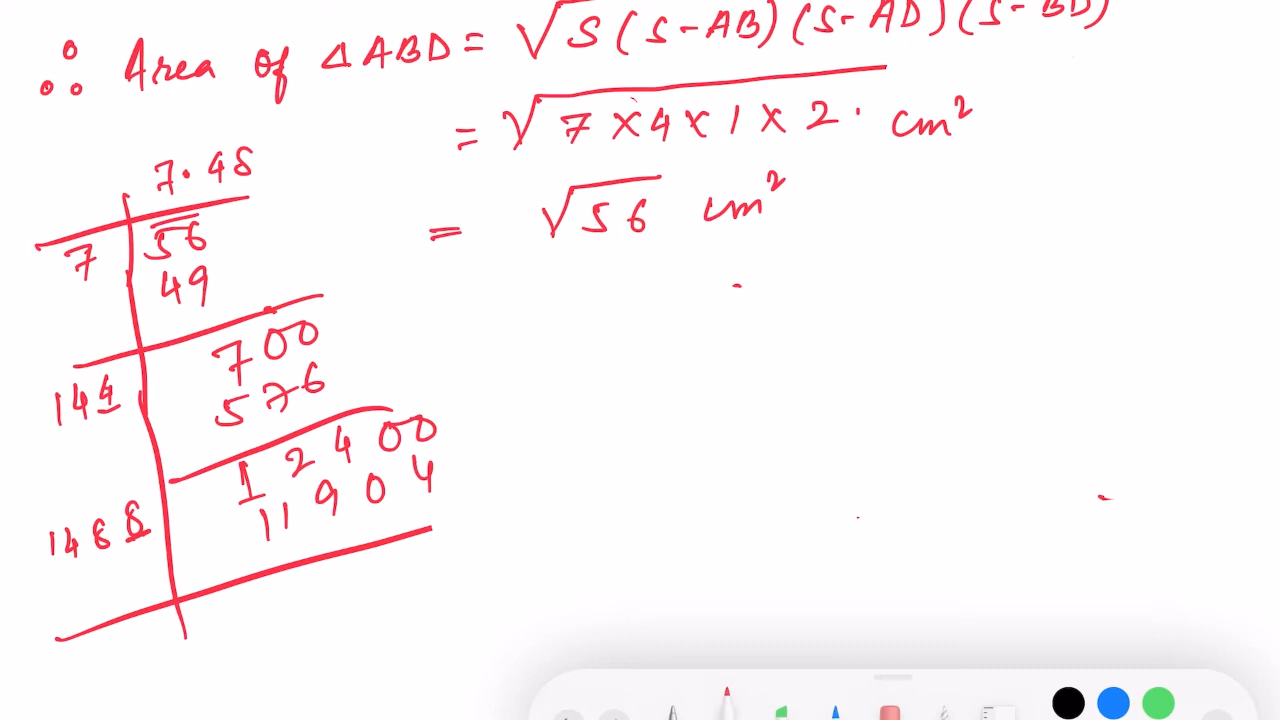 ∴ Area of △ABD = √S(S-AB)(S-AD)(S-BD)
= √7×4×1×2. cm²
= √56 cm²
7.48
7 56
49
144 700
576
12400
1488 11904